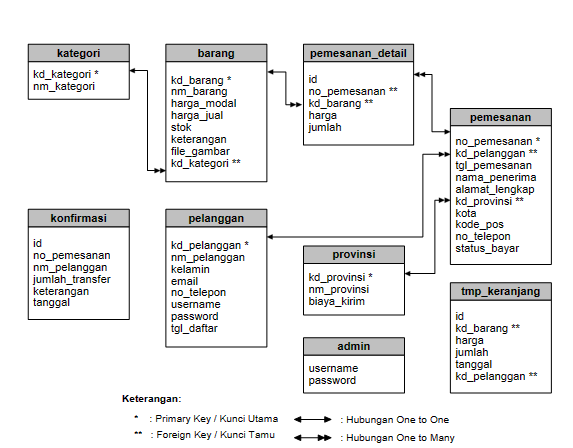 kategori
kd_kategori *
nm_kategori
barang
kd_barang *
nm_barang
harga_modal
harga_jual
stok
keterangan
file_gambar
kd_kategori **
pemesanan_detail
id
no_pemesanan **
kd_barang **
harga
jumlah
pemesanan
no_pemesanan *
kd_pelanggan **
tgl_pemesanan
nama_penerima
alamat_lengkap
kd_provinsi **
kota
kode_pos
no_telepon
status_bayar
konfirmasi
id
no_pemesanan
nm_pelanggan
jumlah_transfer
keterangan
tanggal
pelanggan
kd_pelanggan *
nm_pelanggan
kelamin
email
no_telepon
username
password
tgl_daftar
provinsi
kd_provinsi *
nm_provinsi
biaya_kirim
tmp_keranjang
id
kd_barang **
harga
jumlah
tanggal
kd_pelanggan **
admin
username
password
Keterangan:
* : Primary Key / Kunci Utama
: Hubungan One to One
** : Foreign Key / Kunci Tamu
: Hubungan One to Many